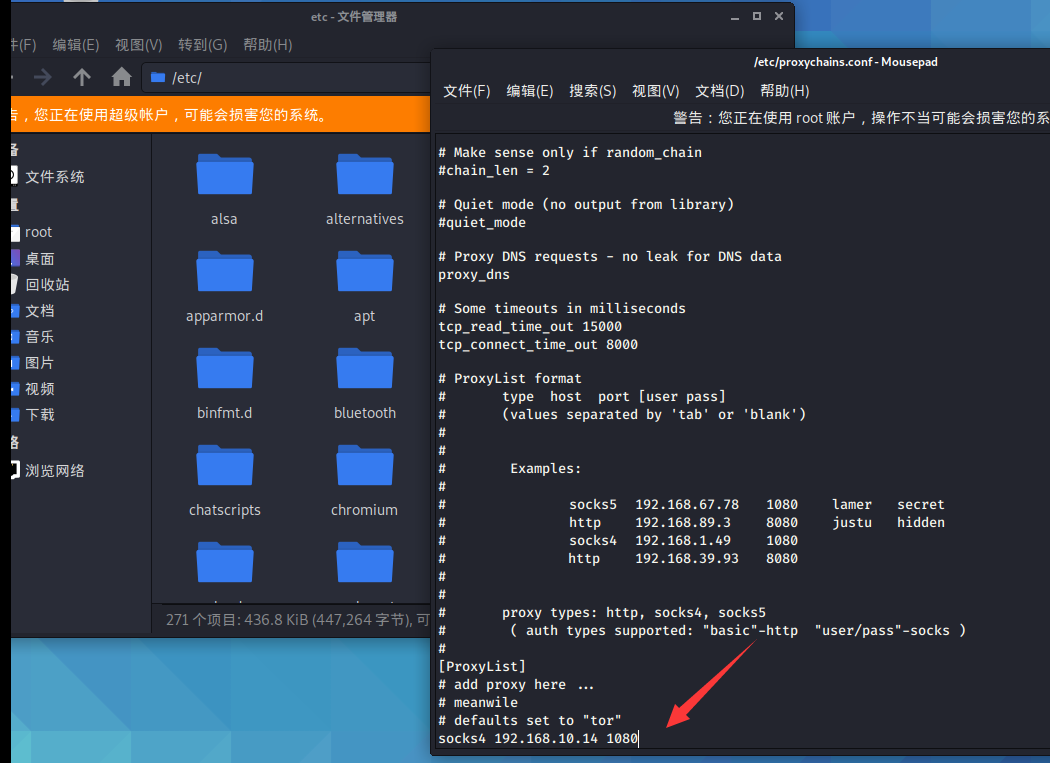 etc - 文件管理器
件(F) 编辑(E) 视图(V) 转到(G) 帮助(H)
/etc/
告，您正在使用超级帐户，可能会损害您的系统。
备
文件系统
置
root
桌面
回收站
文档
音乐
图片
视频
下载
络
浏览网络
alsa
alternatives
apparmor.d
apt
binfmt.d
bluetooth
chatscripts
chromium
271 个项目: 436.8 KiB (447,264 字节), 可
/etc/proxychains.conf - Mousepad
文件(F) 编辑(E) 搜索(S) 视图(V) 文档(D) 帮助(H)
警告：您正在使用 root 账户，操作不当可能会损害您的系
# Make sense only if random_chain
#chain_len = 2
# Quiet mode (no output from library)
#quiet_mode
# Proxy DNS requests - no leak for DNS data
proxy_dns
# Some timeouts in milliseconds
tcp_read_time_out 15000
tcp_connect_time_out 8000
# ProxyList format
#       type  host  port [user pass]
#       (values separated by 'tab' or 'blank')
#
#
#        Examples:
#
#               socks5  192.168.67.78   1080    lamer   secret
#               http    192.168.89.3    8080    justu   hidden
#               socks4  192.168.1.49    1080
#               http    192.168.39.93   8080
#
#
#       proxy types: http, socks4, socks5
#        ( auth types supported: "basic"-http  "user/pass"-socks )
#
[ProxyList]
# add proxy here ...
# meanwile
# defaults set to "tor"
socks4 192.168.10.14 1080